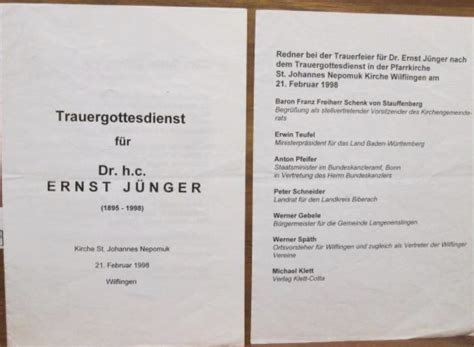 Trauergottesdienst
für
Dr. h.c.
ERNST JÜNGER
(1895 - 1998)
Kirche St. Johannes Nepomuk
21. Februar 1998
Wilflingen
Redner bei der Trauerfeier für Dr. Ernst Jünger nach
dem Trauergottesdienst in der Pfarrkirche
St. Johannes Nepomuk Kirche Wilflingen am
21. Februar 1998
Baron Franz Freiherr Schenk von Stauffenberg
Begrüßung als stellvertretender Vorsitzender des Kirchengemeinde-
rats
Erwin Teufel
Ministerpräsident für das Land Baden-Württemberg
Anton Pfeifer
Staatsminister im Bundeskanzleramt, Bonn
in Vertretung des Herrn Bundeskanzlers
Peter Schneider
Landrat für den Landkreis Biberach
Werner Gebele
Bürgermeister für die Gemeinde Langenenslingen
Werner Späth
Ortsvorsteher für Wilflingen und zugleich als Vertreter der Wilflinger
Vereine
Michael Klett
Verlag Klett-Cotta